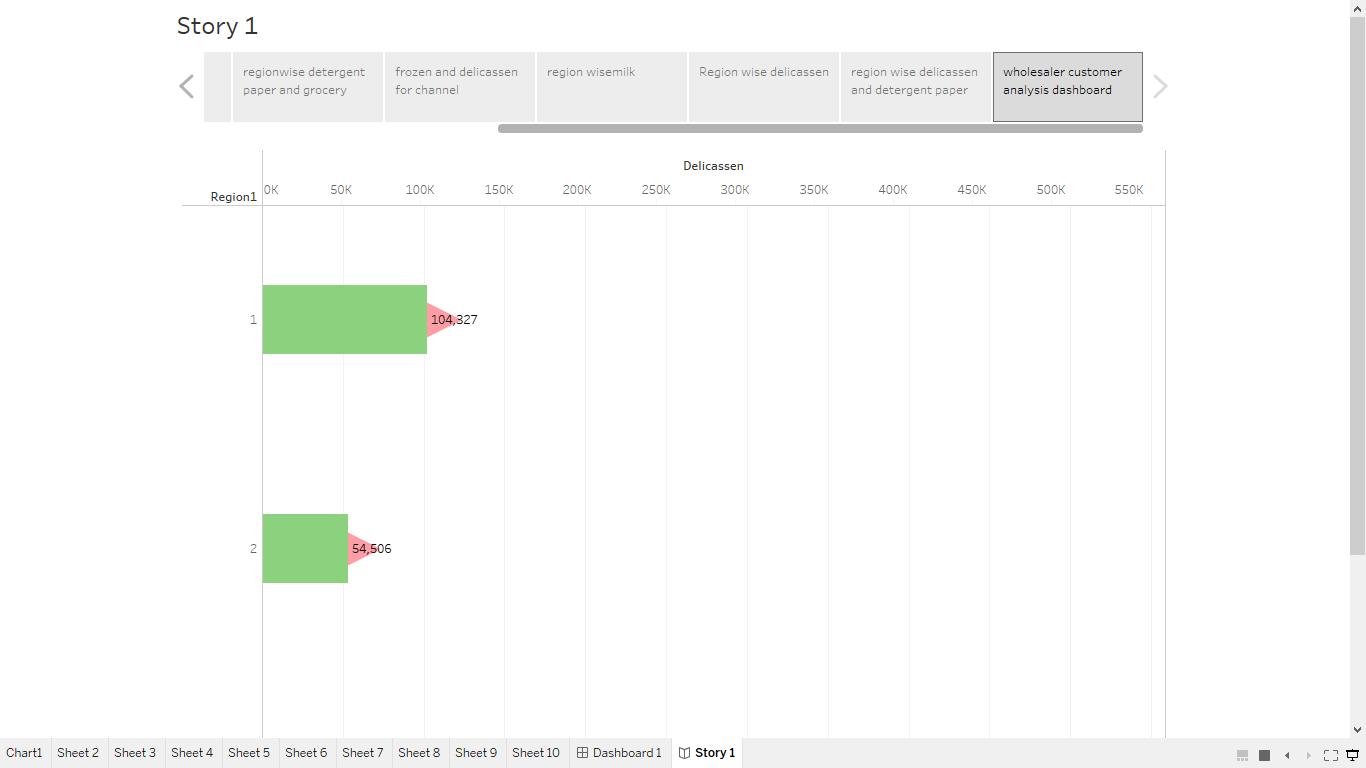 Story 1
regionwise detergent
paper and grocery
frozen and delicassen
for channel
region wisemilk
Region wise delicassen
region wise delicassen
and detergent paper
wholesaler customer
analysis dashboard
Delicassen
Region1
0K 50K 100K 150K 200K 250K 300K 350K 400K 450K 500K 550K
1
104,327
2
54,506
Chart1 Sheet 2 Sheet 3 Sheet 4 Sheet 5 Sheet 6 Sheet 7 Sheet 8 Sheet 9 Sheet 10 Dashboard 1 Story 1